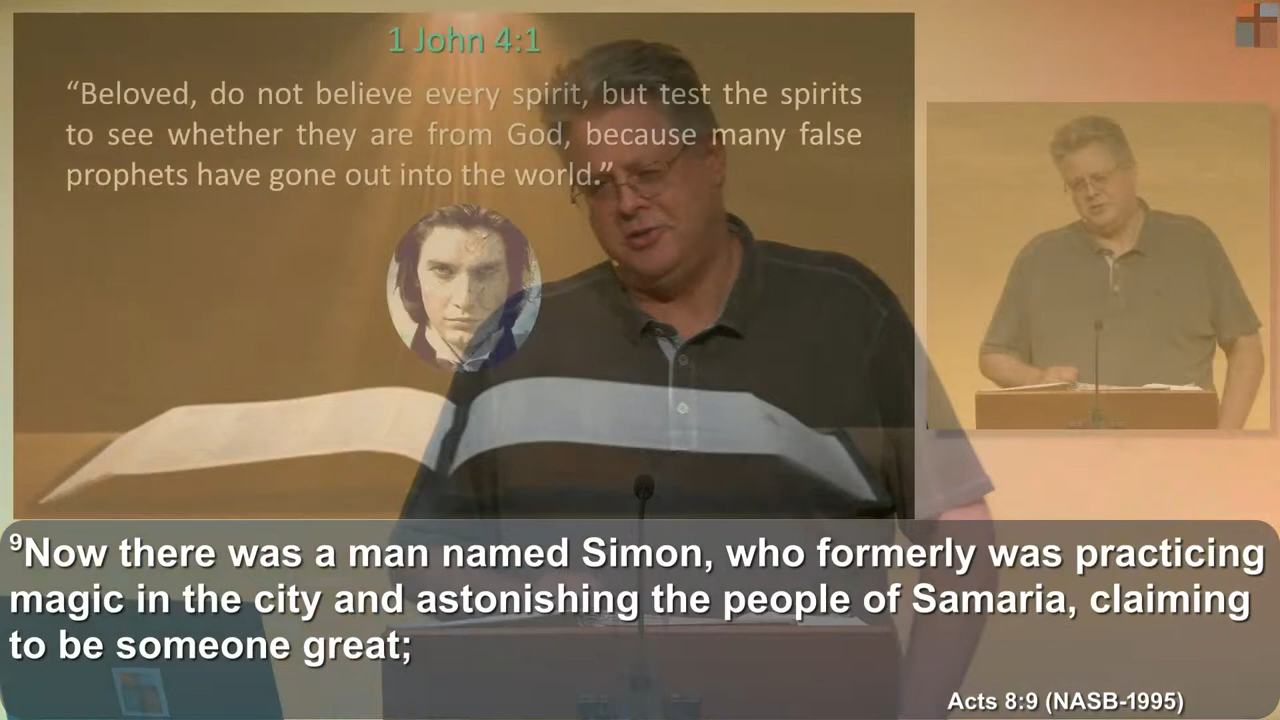 1 John 4:1
“Beloved, do not believe every spirit, but test the spirits
to see whether they are from God, because many false
prophets have gone out into the world.”
⁹Now there was a man named Simon, who formerly was practicing
magic in the city and astonishing the people of Samaria, claiming
to be someone great;
Acts 8:9 (NASB-1995)